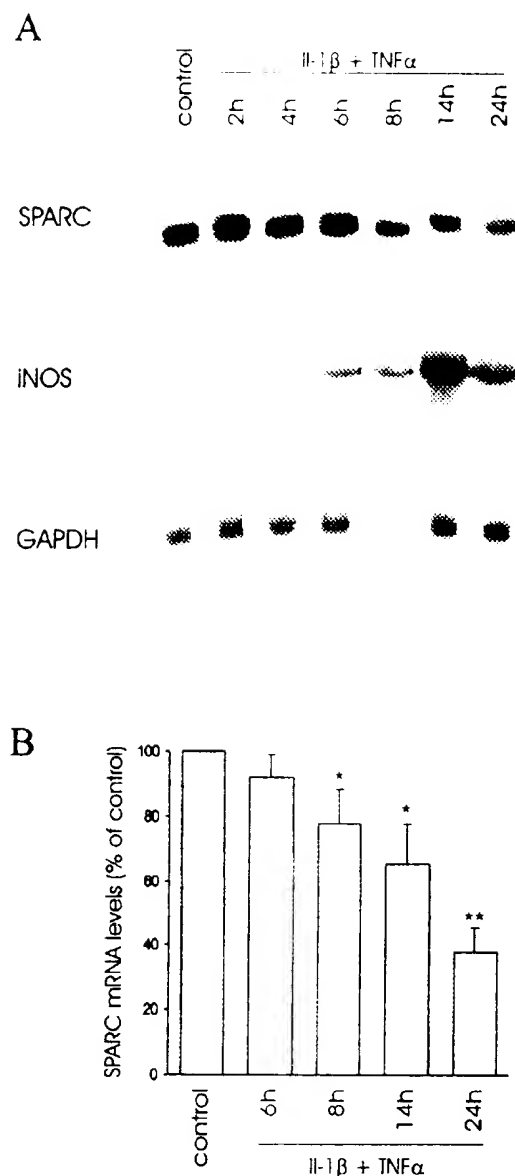 A
Il-1β + TNFα
control 2h 4h 6h 8h 14h 24h
SPARC
iNOS
GAPDH
B
SPARC mRNA levels (% of control)
100
80
60
40
20
0
*
*
**
control 6h 8h 14h 24h
Il-1β + TNFα